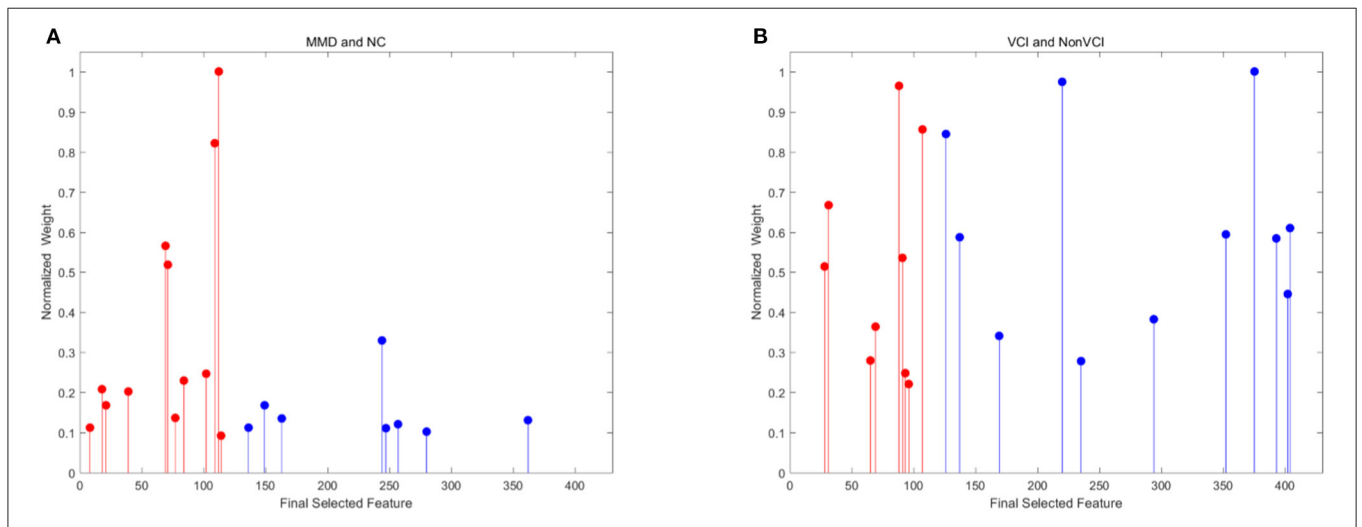 A
MMD and NC
1
0.9
0.8
0.7
0.6
0.5
0.4
0.3
0.2
0.1
0
Normalized Weight
0 50 100 150 200 250 300 350 400
Final Selected Feature
B
VCI and NonVCI
1
0.9
0.8
0.7
0.6
0.5
0.4
0.3
0.2
0.1
0
Normalized Weight
0 50 100 150 200 250 300 350 400
Final Selected Feature